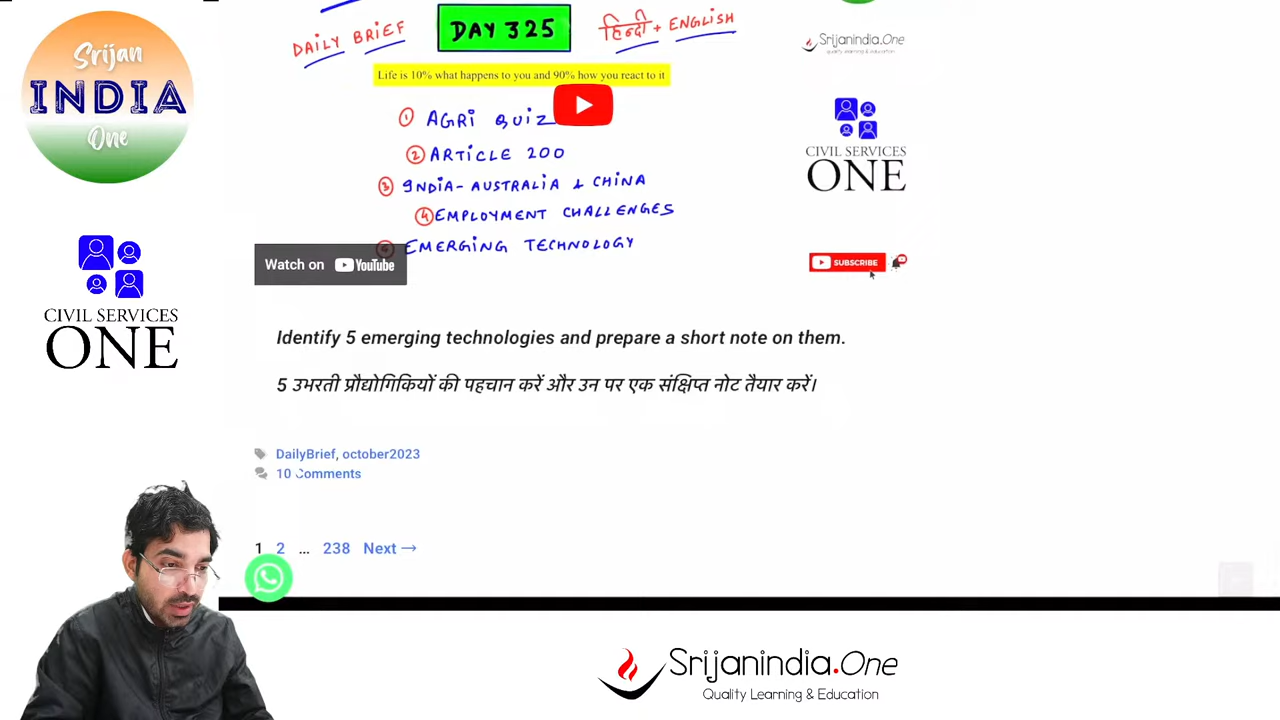 Srijan
INDIA
One
CIVIL SERVICES
ONE
DAILY BRIEF
DAY 325
हिन्दी + ENGLISH
Life is 10% what happens to you and 90% how you react to it
① AGRI QUIZ
② ARTICLE 200
③ INDIA-AUSTRALIA & CHINA
④ EMPLOYMENT CHALLENGES
EMERGING TECHNOLOGY
Watch on YouTube
Srijanindia.One
quality learning & education
CIVIL SERVICES
ONE
SUBSCRIBE
Identify 5 emerging technologies and prepare a short note on them.
5 उभरती प्रौद्योगिकियों की पहचान करें और उन पर एक संक्षिप्त नोट तैयार करें।
DailyBrief, october2023
10 Comments
1 2 … 238 Next →
Srijanindia.One
Quality Learning & Education